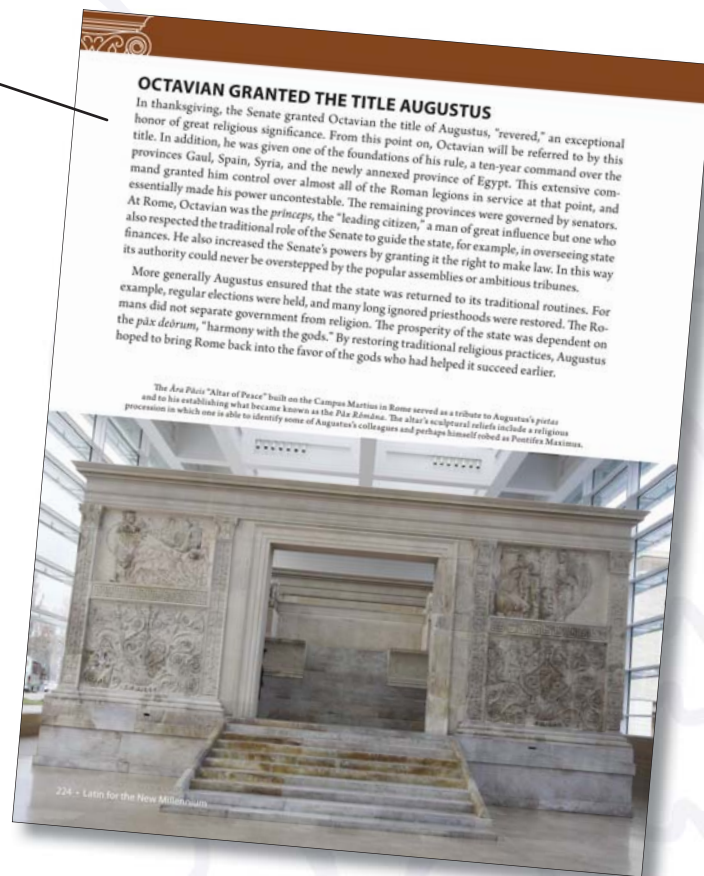 OCTAVIAN GRANTED THE TITLE AUGUSTUS
In thanksgiving, the Senate granted Octavian the title of Augustus, "revered," an exceptional
honor of great religious significance. From this point on, Octavian will be referred to by this
title. In addition, he was given one of the foundations of his rule, a ten-year command over the
provinces Gaul, Spain, Syria, and the newly annexed province of Egypt. This extensive com-
mand granted him control over almost all of the Roman legions in service at that point, and
essentially made his power uncontestable. The remaining provinces were governed by senators.
At Rome, Octavian was the princeps, the "leading citizen," a man of great influence but one who
also respected the traditional role of the Senate to guide the state, for example, in overseeing state
finances. He also increased the Senate's powers by granting it the right to make law. In this way
its authority could never be overstepped by the popular assemblies or ambitious tribunes.
More generally Augustus ensured that the state was returned to its traditional routines. For
example, regular elections were held, and many long ignored priesthoods were restored. The Ro-
mans did not separate government from religion. The prosperity of the state was dependent on
the pāx deōrum, "harmony with the gods." By restoring traditional religious practices, Augustus
hoped to bring Rome back into the favor of the gods who had helped it succeed earlier.
The Āra Pācis "Altar of Peace" built on the Campus Martius in Rome served as a tribute to Augustus's pietas
and to his establishing what became known as the Pāx Rōmāna. The altar's sculptural reliefs include a religious
procession in which one is able to identify some of Augustus's colleagues and perhaps himself robed as Pontifex Maximus.
224 • Latin for the New Millennium